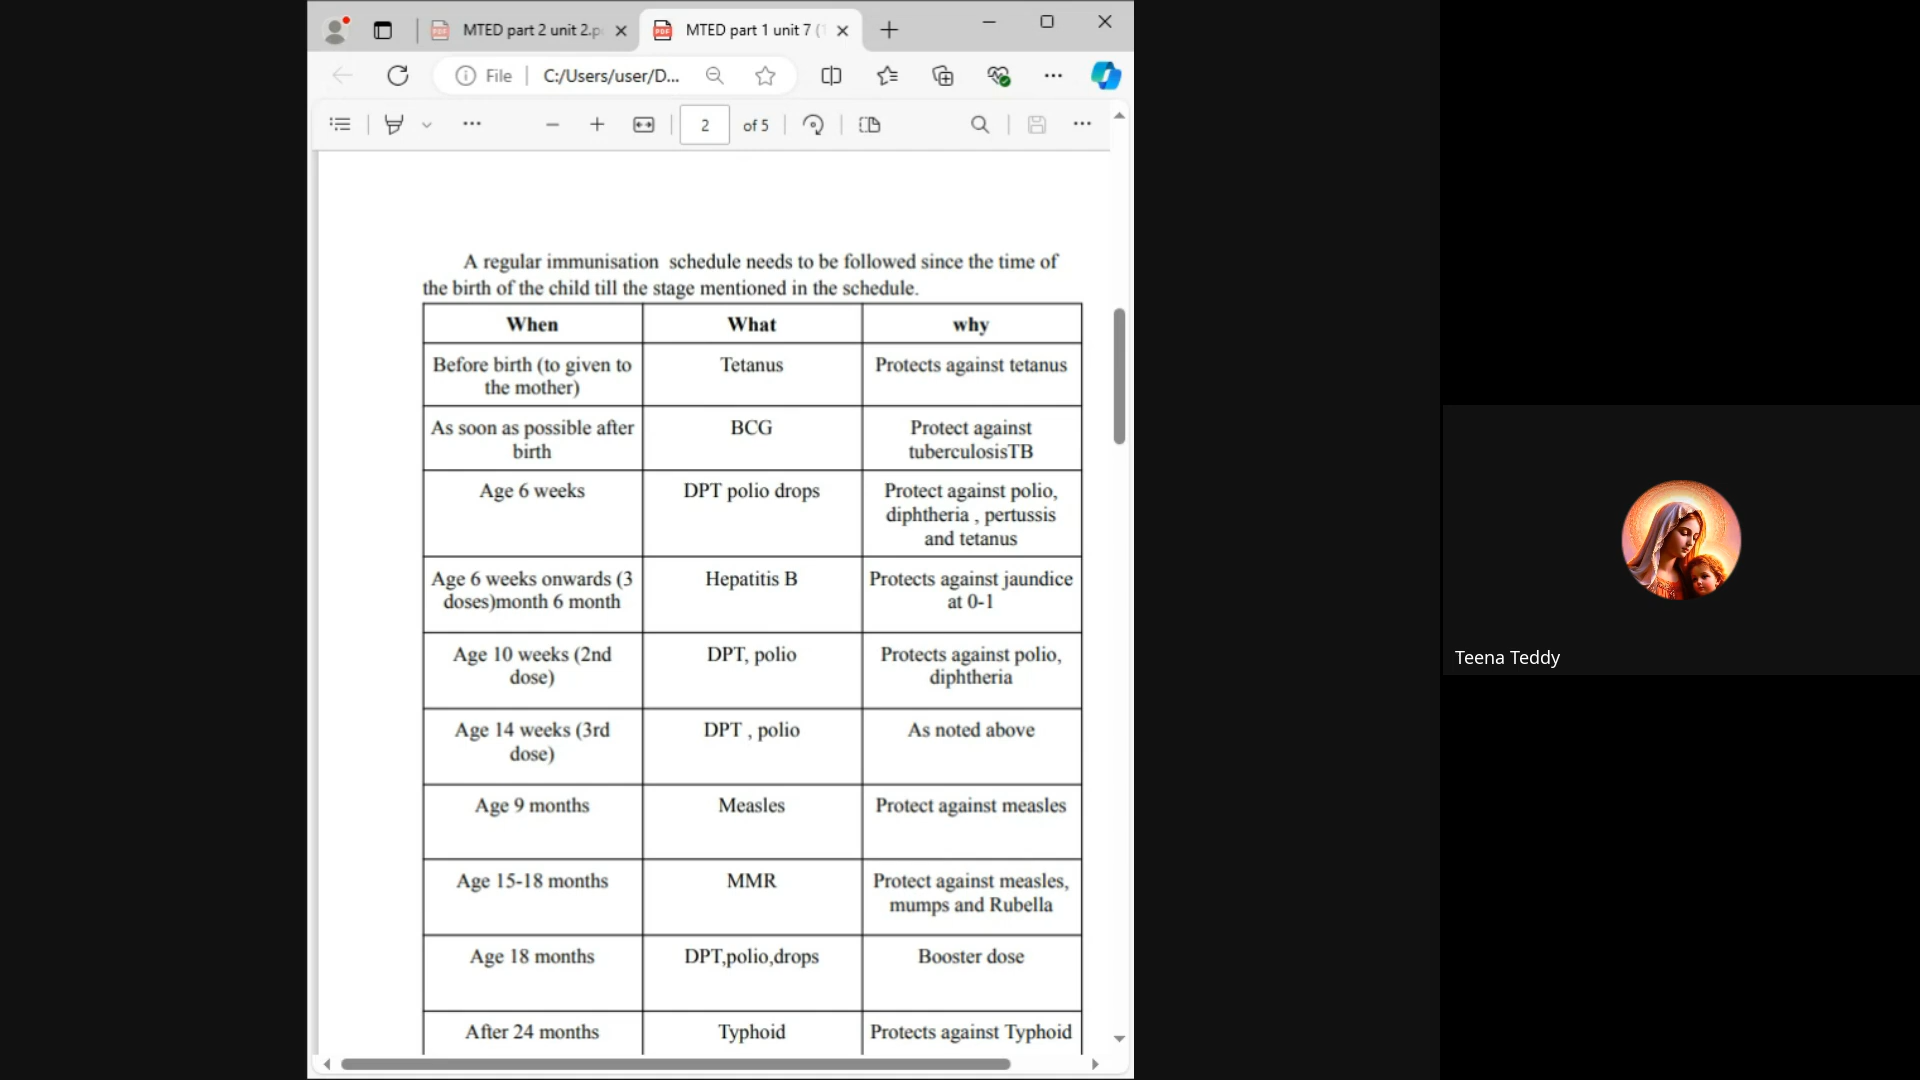 MTED part 2 unit 2.p
MTED part 1 unit 7 (
File
C:/Users/user/D...
2
of 5
A regular immunisation schedule needs to be followed since the time of
the birth of the child till the stage mentioned in the schedule.
When What why
Before birth (to given to
the mother)
Tetanus
Protects against tetanus
As soon as possible after
birth
BCG
Protect against
tuberculosisTB
Age 6 weeks
DPT polio drops
Protect against polio,
diphtheria , pertussis
and tetanus
Age 6 weeks onwards (3
doses)month 6 month
Hepatitis B
Protects against jaundice
at 0-1
Age 10 weeks (2nd
dose)
DPT, polio
Protects against polio,
diphtheria
Age 14 weeks (3rd
dose)
DPT , polio
As noted above
Age 9 months
Measles
Protect against measles
Age 15-18 months
MMR
Protect against measles,
mumps and Rubella
Age 18 months
DPT,polio,drops
Booster dose
After 24 months
Typhoid
Protects against Typhoid
Teena Teddy